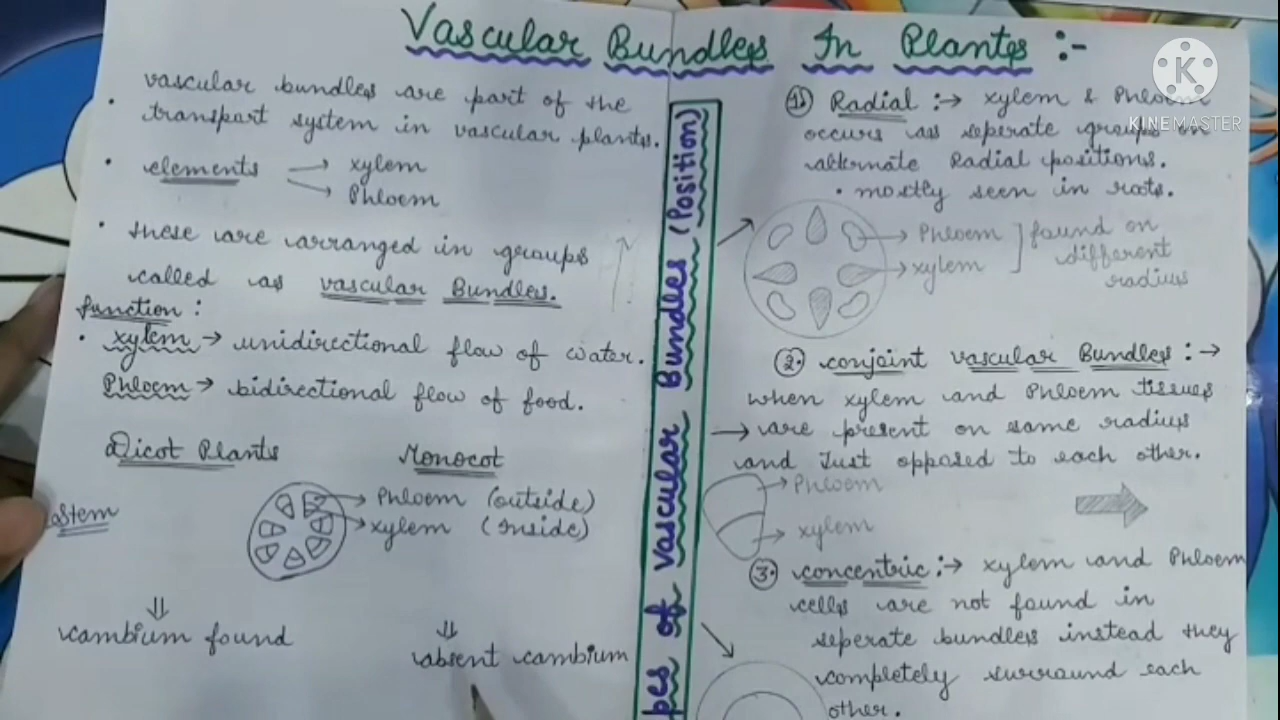 Vascular Bundles In Plants :-
vascular bundles are part of the
transport system in vascular plants.
elements → xylem
→ Phloem
these are arranged in groups
called as vascular Bundles.
function :
xylem → unidirectional flow of water.
Phloem → bidirectional flow of food.
Dicot Plants
Monocot
stem
Phloem (outside)
xylem (Inside)
cambium found
absent cambium
pes of vascular Bundles (Position)
1. Radial :→ xylem & Phloem
occurs as seperate groups in
alternate Radial positions.
• mostly seen in roots.
Phloem ] found on
xylem different
radius
2. conjoint vascular Bundles :→
when xylem and Phloem tissues
→ are present on same radius
and Just opposed to each other.
Phloem
xylem
3. concentric :→ xylem and Phloem
cells are not found in
seperate bundles instead they
completely surround each
other.
K
KINEMASTER